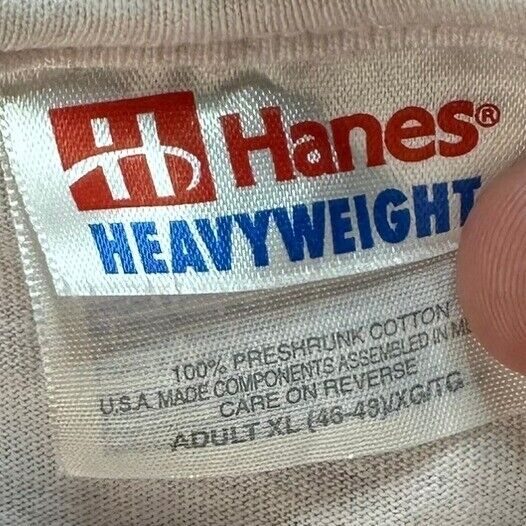 H Hanes®
HEAVYWEIGHT
100% PRESHRUNK COTTON
U.S.A. MADE COMPONENTS ASSEMBLED IN
CARE ON REVERSE
ADULT XL (46-48)/XG/TG